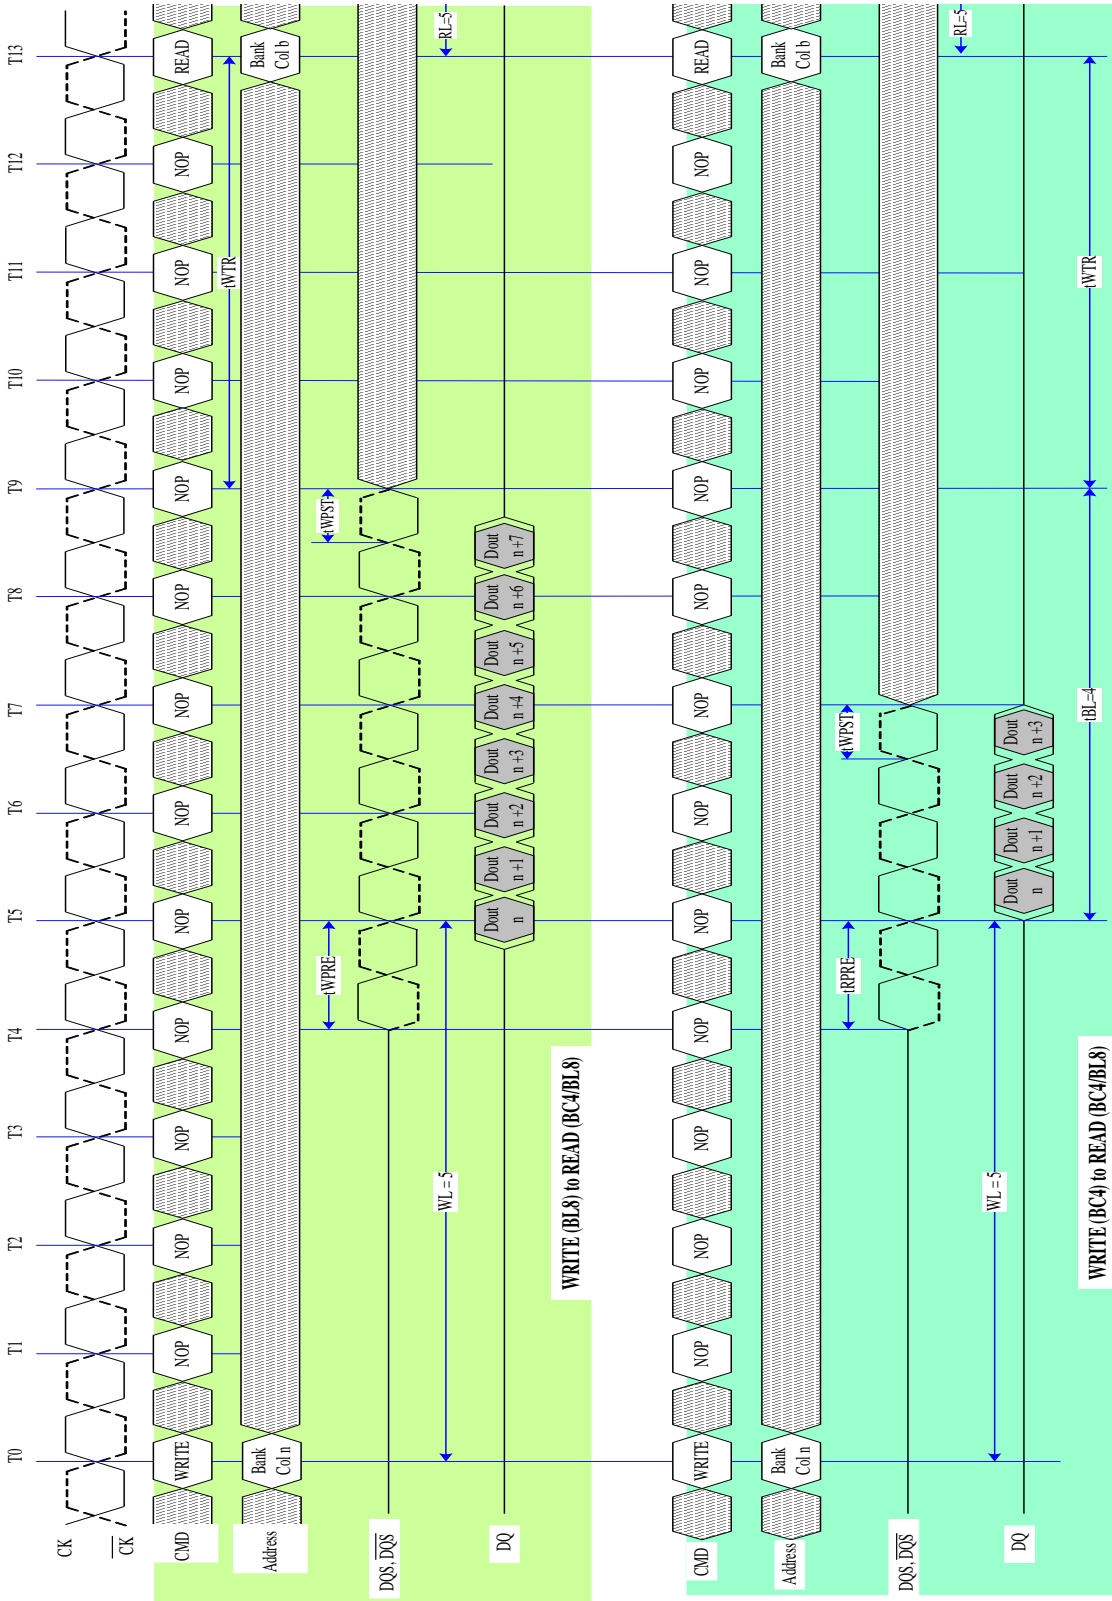 T0 T1 T2 T3 T4 T5 T6 T7 T8 T9 T10 T11 T12 T13
CK
CK
CMD WRITE NOP NOP NOP NOP NOP NOP NOP NOP NOP NOP NOP NOP READ
tWTR
Address Bank Col n Bank Col b
tWPRE tWPST
DQS, DQS
WL = 5 RL=5
DQ Dout n Dout n+1 Dout n+2 Dout n+3 Dout n+4 Dout n+5 Dout n+6 Dout n+7
WRITE (BL8) to READ (BC4/BL8)
CMD WRITE NOP NOP NOP NOP NOP NOP NOP NOP NOP NOP NOP NOP READ
Address Bank Col n Bank Col b
tRPRE tWPST
DQS, DQS
RL=5
WL = 5
DQ Dout n Dout n+1 Dout n+2 Dout n+3
tBL=4 tWTR
WRITE (BC4) to READ (BC4/BL8)